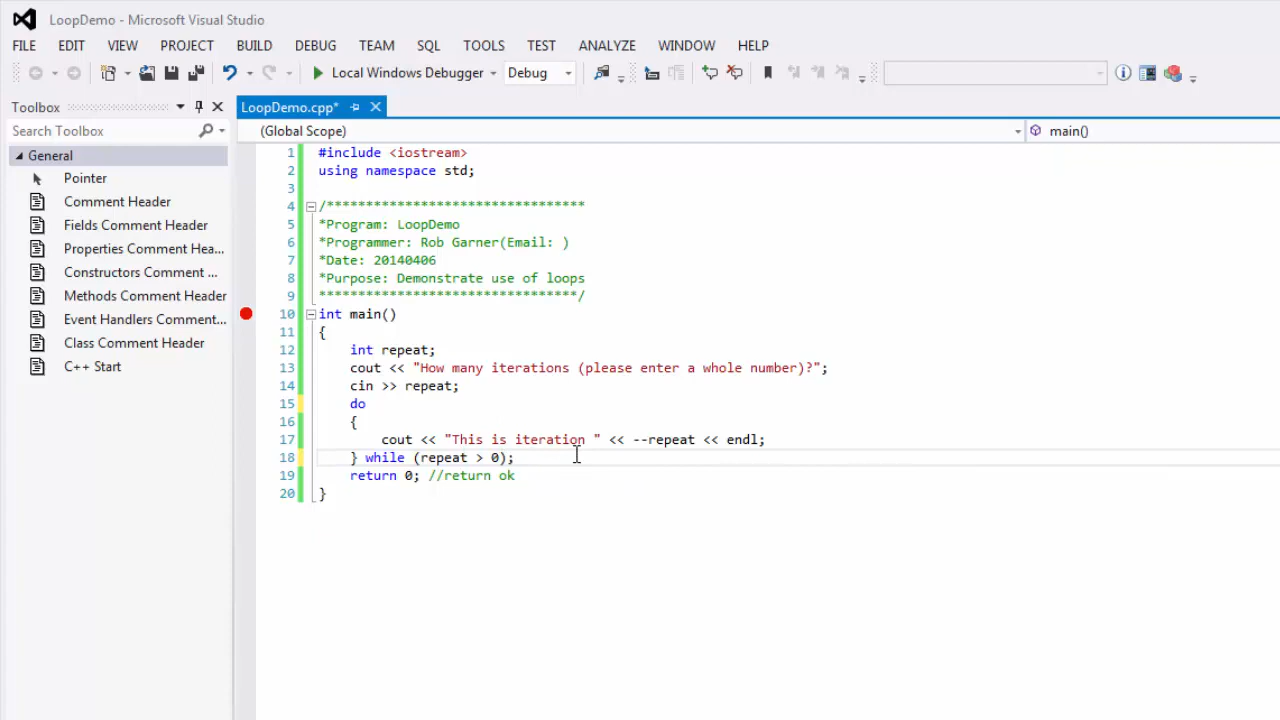 LoopDemo - Microsoft Visual Studio
FILE EDIT VIEW PROJECT BUILD DEBUG TEAM SQL TOOLS TEST ANALYZE WINDOW HELP
Local Windows Debugger Debug
Toolbox
LoopDemo.cpp*
Search Toolbox
(Global Scope)
main()
General
Pointer
Comment Header
Fields Comment Header
Properties Comment Hea...
Constructors Comment ...
Methods Comment Header
Event Handlers Comment...
Class Comment Header
C++ Start
1 #include <iostream>
2 using namespace std;
3
4 /*********************************
5 *Program: LoopDemo
6 *Programmer: Rob Garner(Email: )
7 *Date: 20140406
8 *Purpose: Demonstrate use of loops
9 *********************************/
10 int main()
11 {
12 int repeat;
13 cout << "How many iterations (please enter a whole number)?";
14 cin >> repeat;
15 do
16 {
17 cout << "This is iteration " << --repeat << endl;
18 } while (repeat > 0);
19 return 0; //return ok
20 }